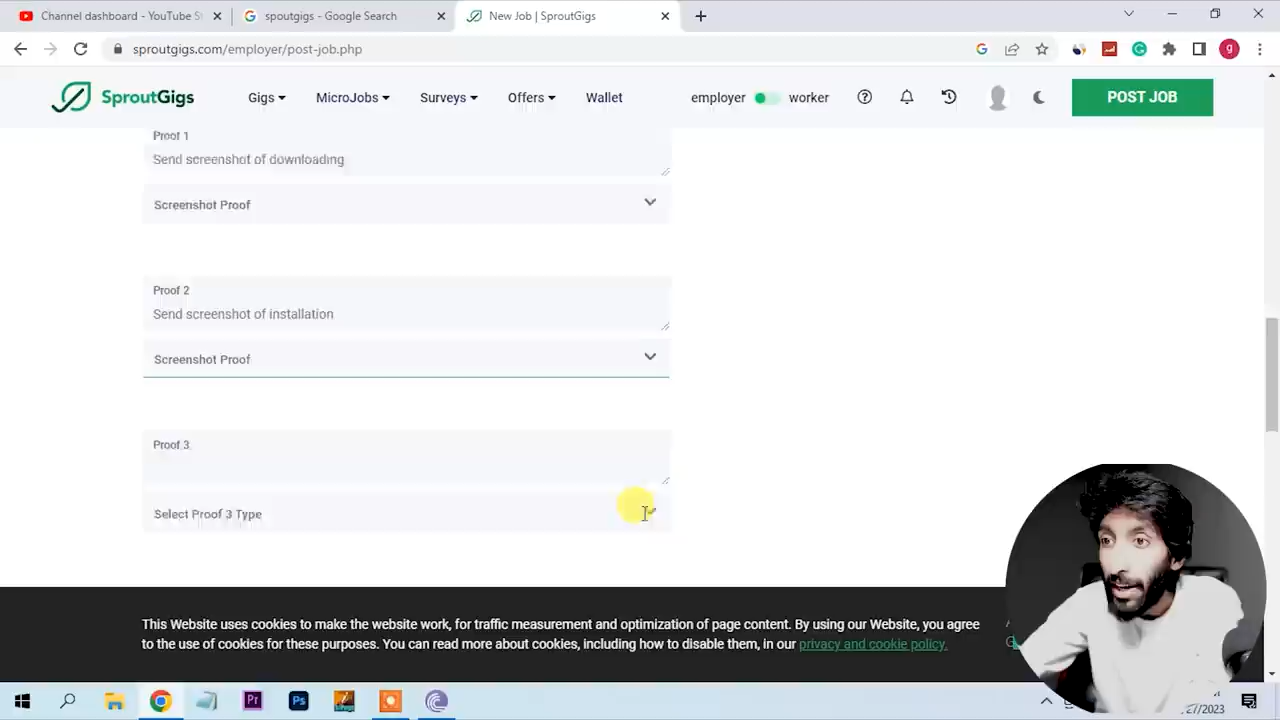 Channel dashboard - YouTube S
spoutgigs - Google Search
New Job | SproutGigs
sproutgigs.com/employer/post-job.php
g
SproutGigs
Gigs
MicroJobs
Surveys
Offers
Wallet
employer
worker
POST JOB
Proof 1
Send screenshot of downloading
Screenshot Proof
Proof 2
Send screenshot of installation
Screenshot Proof
Proof 3
Select Proof 3 Type
This Website uses cookies to make the website work, for traffic measurement and optimization of page content. By using our Website, you agree
to the use of cookies for these purposes. You can read more about cookies, including how to disable them, in our privacy and cookie policy.
Pr
Ps